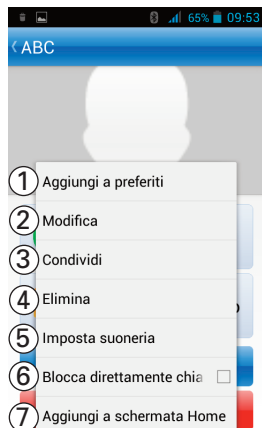 65% 09:53
ABC
1 Aggiungi a preferiti
2 Modifica
3 Condividi
4 Elimina
5 Imposta suoneria
6 Blocca direttamente chia
7 Aggiungi a schermata Home